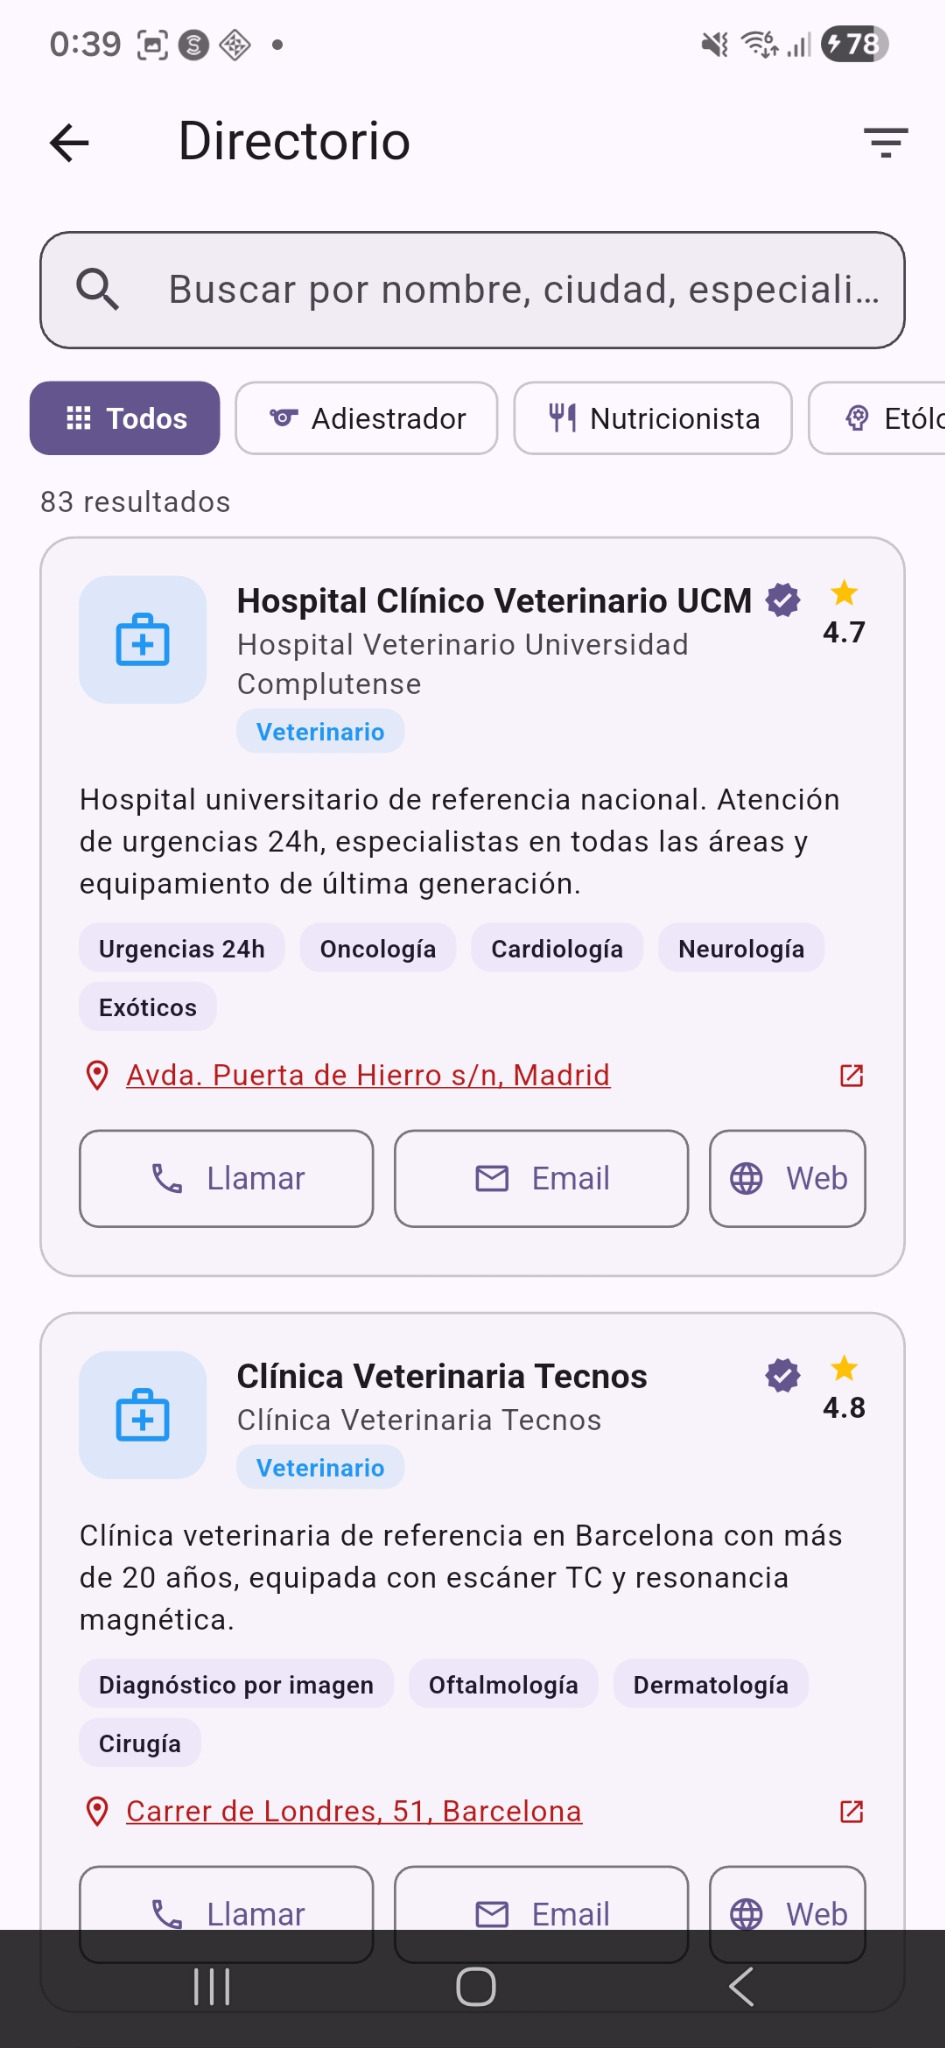 0:39
78
Directorio
Buscar por nombre, ciudad, especiali...
Todos
Adiestrador
Nutricionista
Etólo
83 resultados
Hospital Clínico Veterinario UCM
4.7
Hospital Veterinario Universidad
Complutense
Veterinario
Hospital universitario de referencia nacional. Atención
de urgencias 24h, especialistas en todas las áreas y
equipamiento de última generación.
Urgencias 24h Oncología Cardiología Neurología
Exóticos
Avda. Puerta de Hierro s/n, Madrid
Llamar Email Web
Clínica Veterinaria Tecnos
4.8
Clínica Veterinaria Tecnos
Veterinario
Clínica veterinaria de referencia en Barcelona con más
de 20 años, equipada con escáner TC y resonancia
magnética.
Diagnóstico por imagen Oftalmología Dermatología
Cirugía
Carrer de Londres, 51, Barcelona
Llamar Email Web